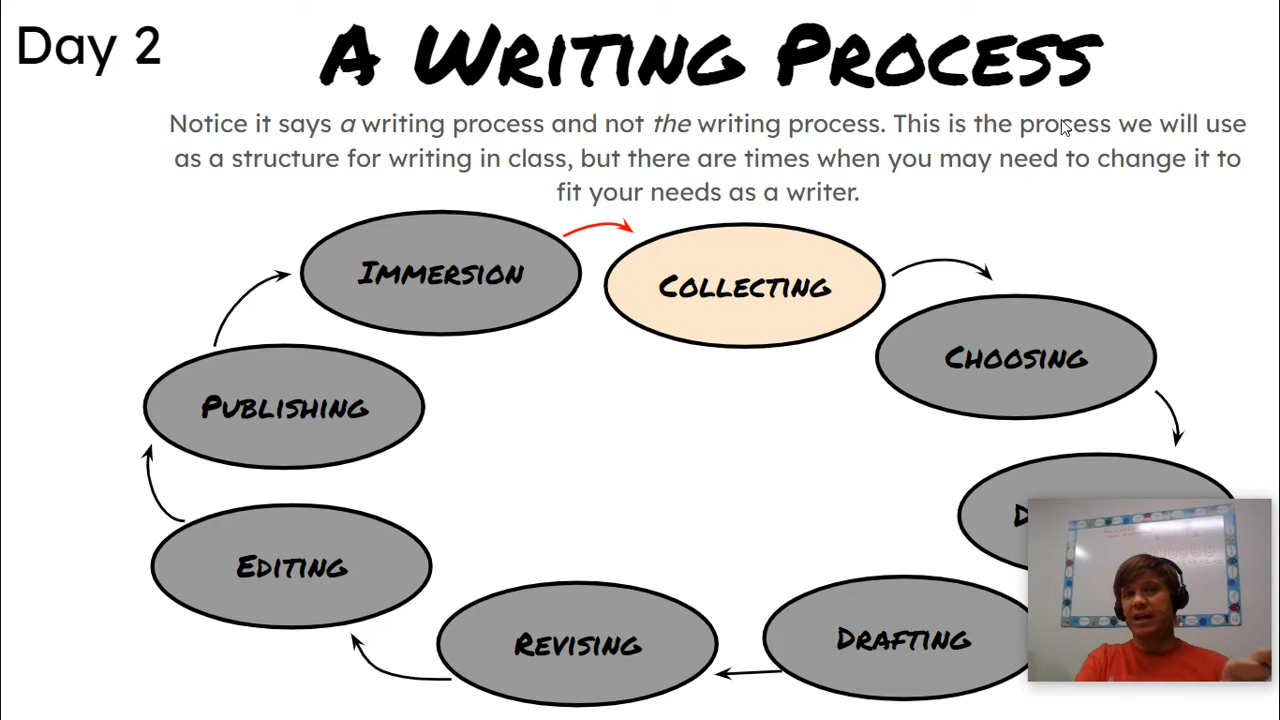 Day 2
A Writing Process
Notice it says a writing process and not the writing process. This is the process we will use
as a structure for writing in class, but there are times when you may need to change it to
fit your needs as a writer.
Immersion
Collecting
Choosing
Publishing
D
Editing
Revising
Drafting